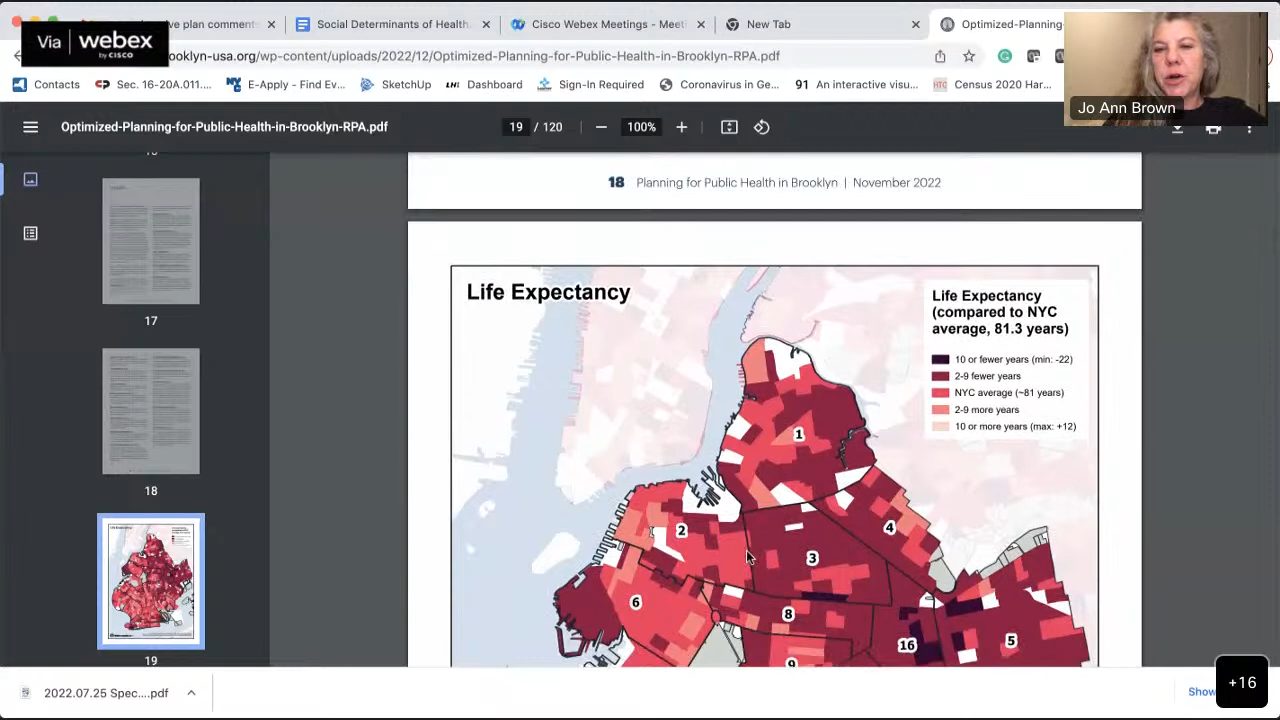 Via webex
by CISCO
ive plan comment
Social Determinants of Health
Cisco Webex Meetings - Meet
New Tab
Optimized-Planning-
ooklyn-usa.org/wp-content/uploads/2022/12/Optimized-Planning-for-Public-Health-in-Brooklyn-RPA.pdf
Contacts
Sec. 16-20A.011....
E-Apply - Find Ev...
SketchUp
Dashboard
Sign-In Required
Coronavirus in Ge...
91 An interactive visu...
HTC Census 2020 Har...
Jo Ann Brown
Optimized-Planning-for-Public-Health-in-Brooklyn-RPA.pdf
19 / 120
100%
17
18
19
18 Planning for Public Health in Brooklyn | November 2022
Life Expectancy
Life Expectancy
(compared to NYC
average, 81.3 years)
10 or fewer years (min: -22)
2-9 fewer years
NYC average (~81 years)
2-9 more years
10 or more years (max: +12)
1
2
4
3
6
8
16
5
9
2022.07.25 Spec....pdf
Show
+16